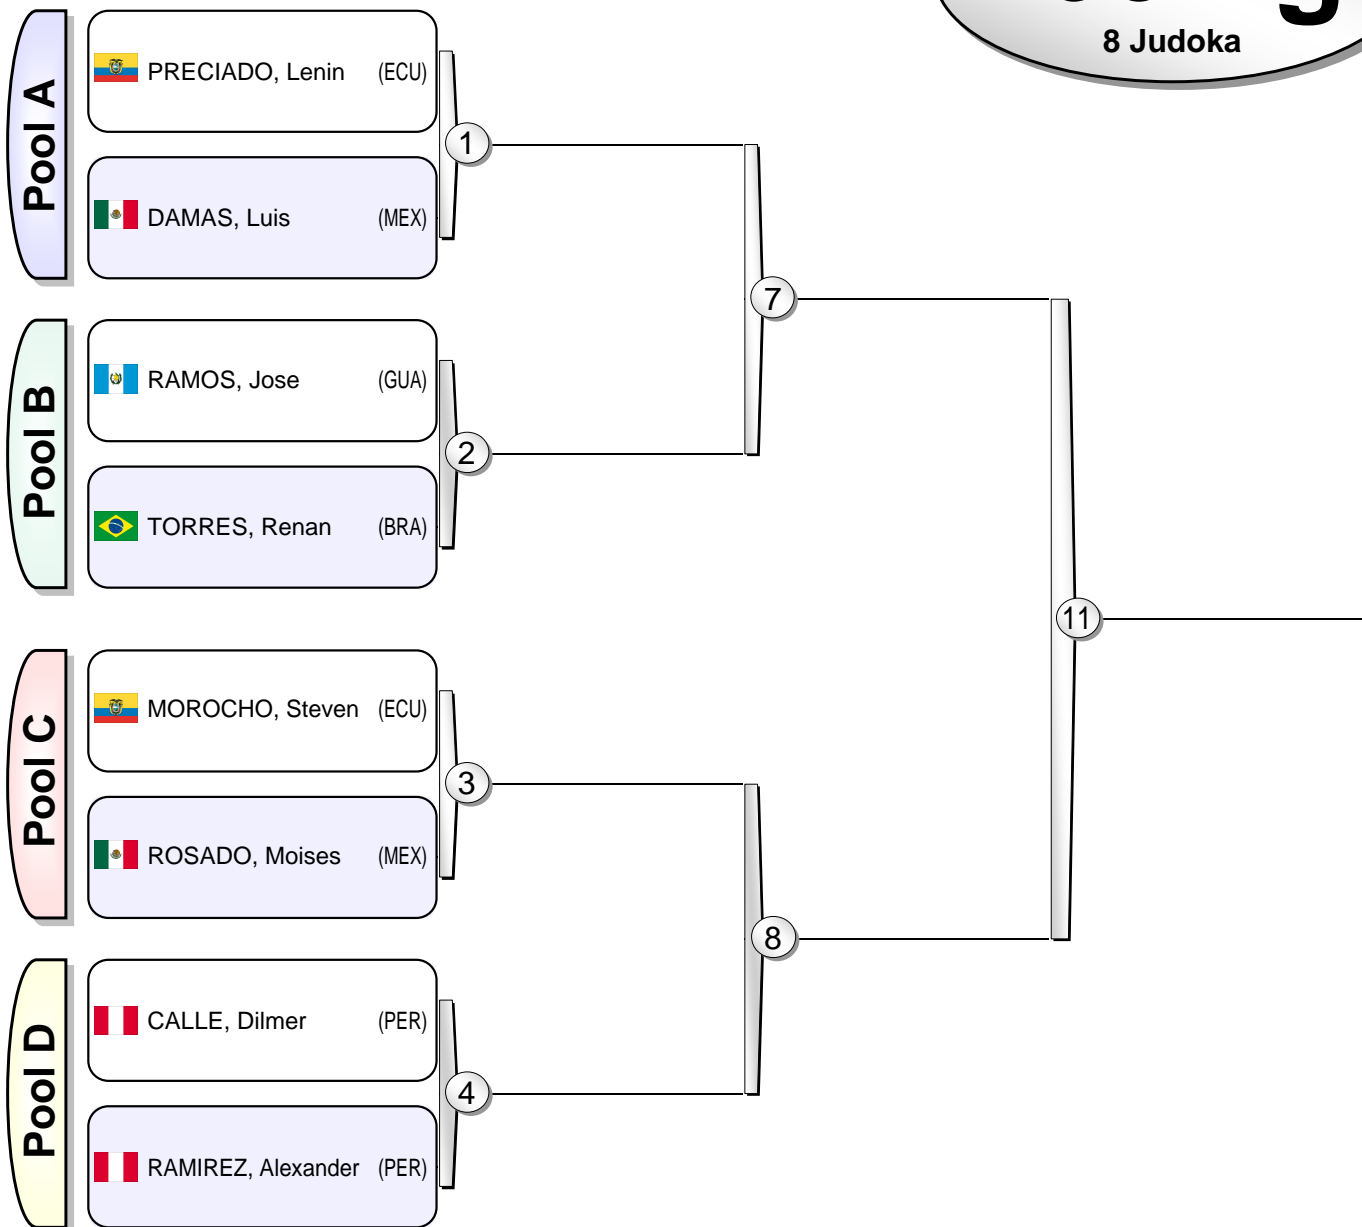 8 Judoka
Pool A
PRECIADO, Lenin (ECU)
1
DAMAS, Luis (MEX)
7
Pool B
RAMOS, Jose (GUA)
2
TORRES, Renan (BRA)
11
Pool C
MOROCHO, Steven (ECU)
3
ROSADO, Moises (MEX)
8
Pool D
CALLE, Dilmer (PER)
4
RAMIREZ, Alexander (PER)